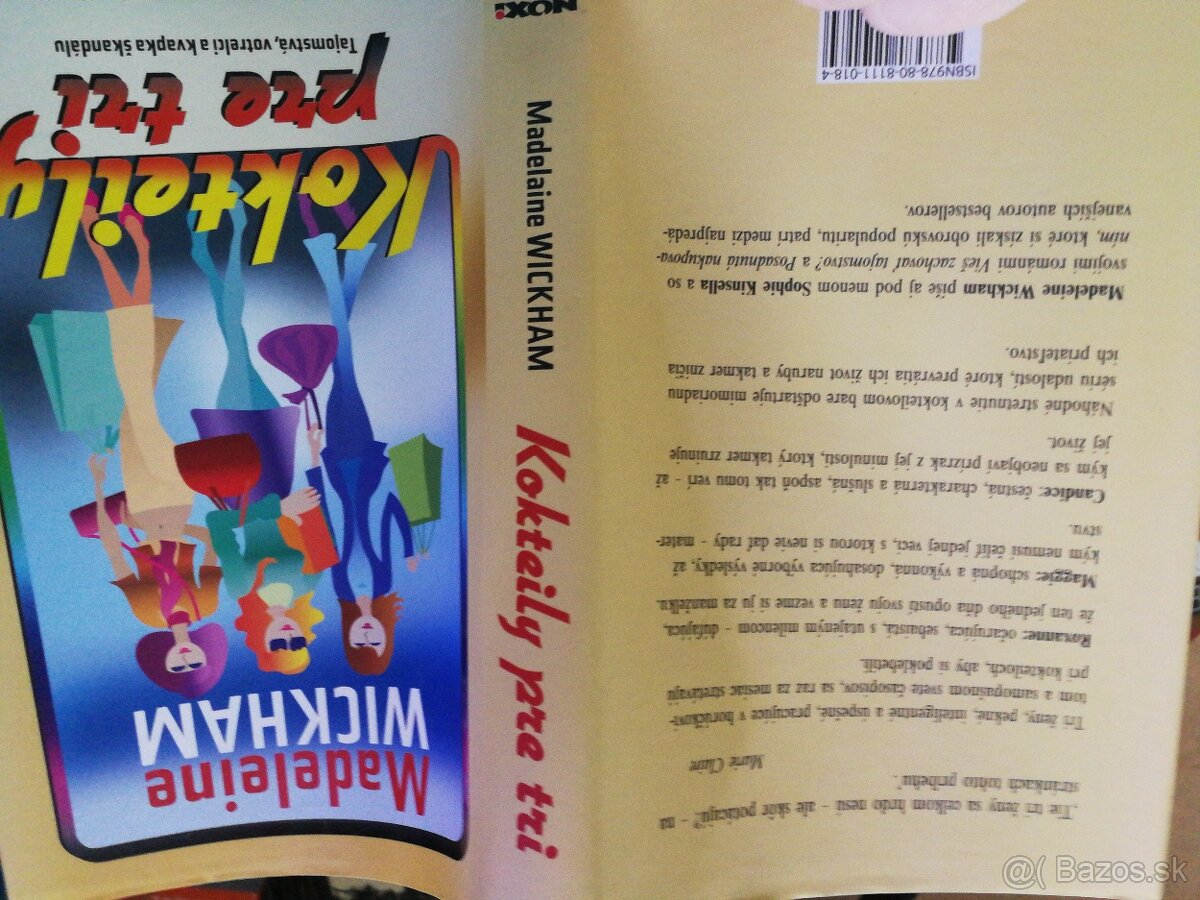 Madeleine
WICKHAM
Kokteily
pre tri
Tajomstvá, votrelci a kvapka škandálu
NOXI
Madelaine WICKHAM
Kokteily pre tri
„Tie tri ženy sa celkom hrdo nesú – ale skôr potácajú? – na
stránkach tohto príbehu“.
Marie Claire
Tri ženy, pekné, inteligentné a úspešné, pracujúce v horúčkovi-
tom a samopašnom svete časopisov, sa raz za mesiac stretávajú
pri kokteiloch, aby si poklebetili.
Roxanne: očarujúca, sebaistá, s utajeným milencom – dúfajúca,
že ten jedného dňa opustí svoju ženu a vezme si ju za manželku.
Maggie: schopná a výkonná, dosahujúca výborné výsledky, až
kým nemusí čeliť jednej veci, s ktorou si nevie dať rady – mater-
stvu.
Candice: čestná, charakterná a slušná, aspoň tak tomu verí – až
kým sa neobjaví prízrak z jej minulosti, ktorý takmer zruinuje
jej život.
Náhodné stretnutie v kokteilovom bare odštartuje mimoriadnu
sériu udalostí, ktoré prevrátia ich život naruby a takmer zničia
ich priateľstvo.
Madeleine Wickham píše aj pod menom Sophie Kinsella a so
svojimi románmi Vieš zachovať tajomstvo? a Posadnutá nakupova-
ním, ktoré si získali obrovskú popularitu, patrí medzi najpredá-
vanejších autorov bestsellerov.
ISBN978-80-8111-018-4
@( Bazos.sk